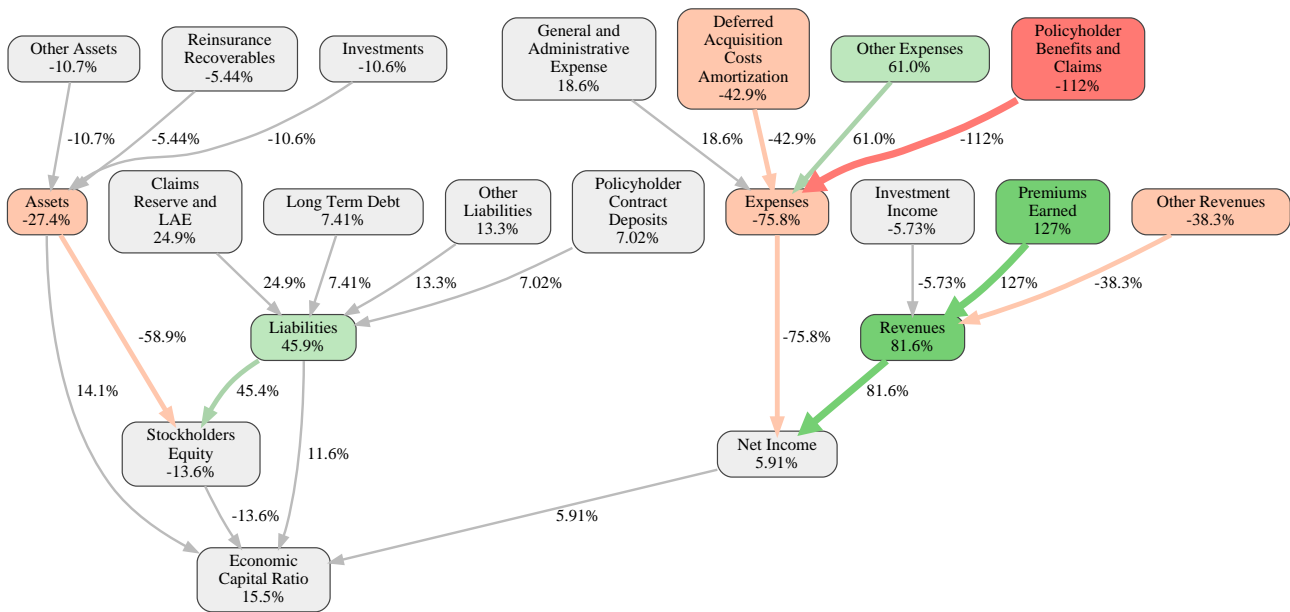 Other Assets
-10.7%
Reinsurance
Recoverables
-5.44%
Investments
-10.6%
General and
Administrative
Expense
18.6%
Deferred
Acquisition
Costs
Amortization
-42.9%
Other Expenses
61.0%
Policyholder
Benefits and
Claims
-112%
-10.7%
-5.44%
-10.6%
18.6%
-42.9%
61.0%
-112%
Assets
-27.4%
Claims
Reserve and
LAE
24.9%
Long Term Debt
7.41%
Other
Liabilities
13.3%
Policyholder
Contract
Deposits
7.02%
Expenses
-75.8%
Investment
Income
-5.73%
Premiums
Earned
127%
Other Revenues
-38.3%
24.9%
7.41%
13.3%
7.02%
-5.73%
127%
-38.3%
-58.9%
Liabilities
45.9%
-75.8%
Revenues
81.6%
14.1%
45.4%
11.6%
81.6%
Stockholders
Equity
-13.6%
Net Income
5.91%
-13.6%
5.91%
Economic
Capital Ratio
15.5%